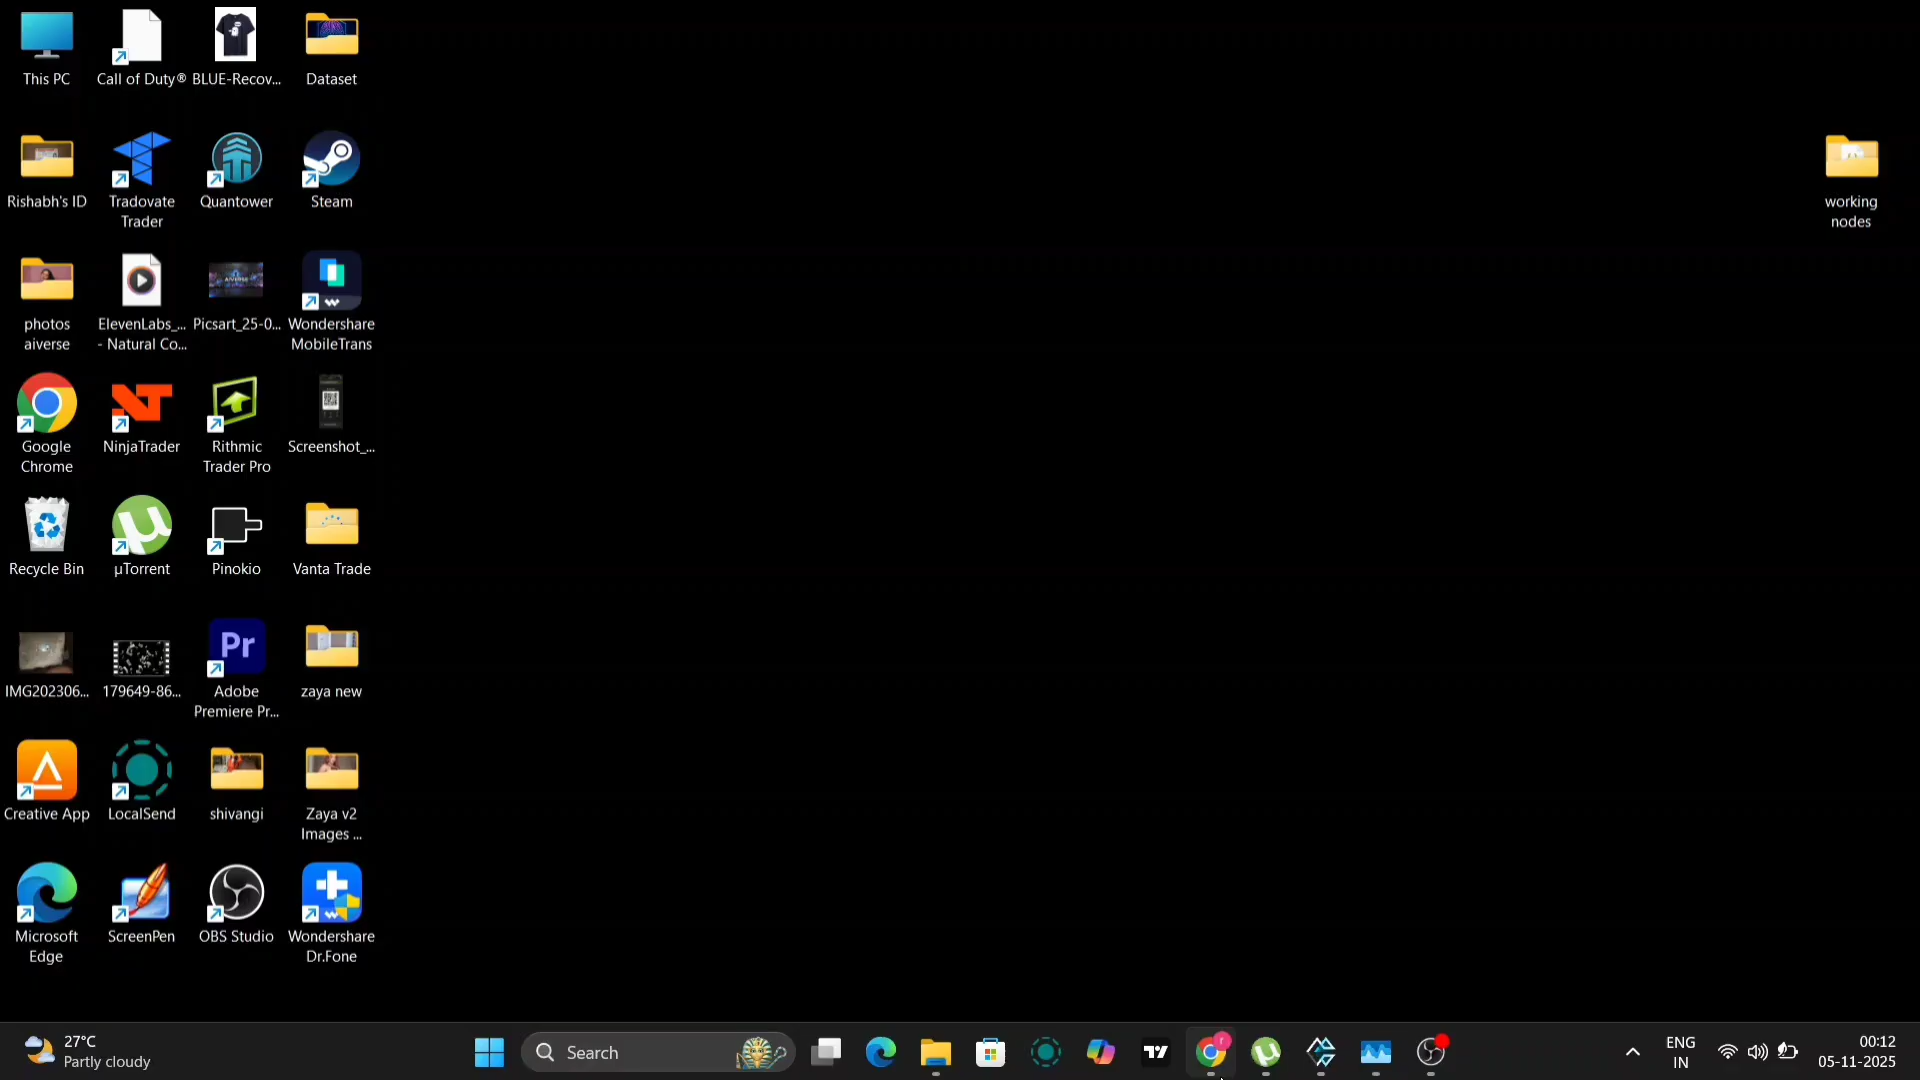 This PC
Call of Duty®
BLUE-Recov...
Dataset
Rishabh's ID
Tradovate
Trader
Quantower
Steam
working
nodes
photos
aiverse
ElevenLabs_...
- Natural Co...
Picsart_25-0...
Wondershare
MobileTrans
Google
Chrome
NinjaTrader
Rithmic
Trader Pro
Screenshot_...
Recycle Bin
µTorrent
Pinokio
Vanta Trade
IMG202306...
179649-86...
Pr
Adobe
Premiere Pr...
zaya new
Creative App
LocalSend
shivangi
Zaya v2
Images ...
Microsoft
Edge
ScreenPen
OBS Studio
Wondershare
Dr.Fone
27°C
Partly cloudy
Search
ENG
IN
00:12
05-11-2025